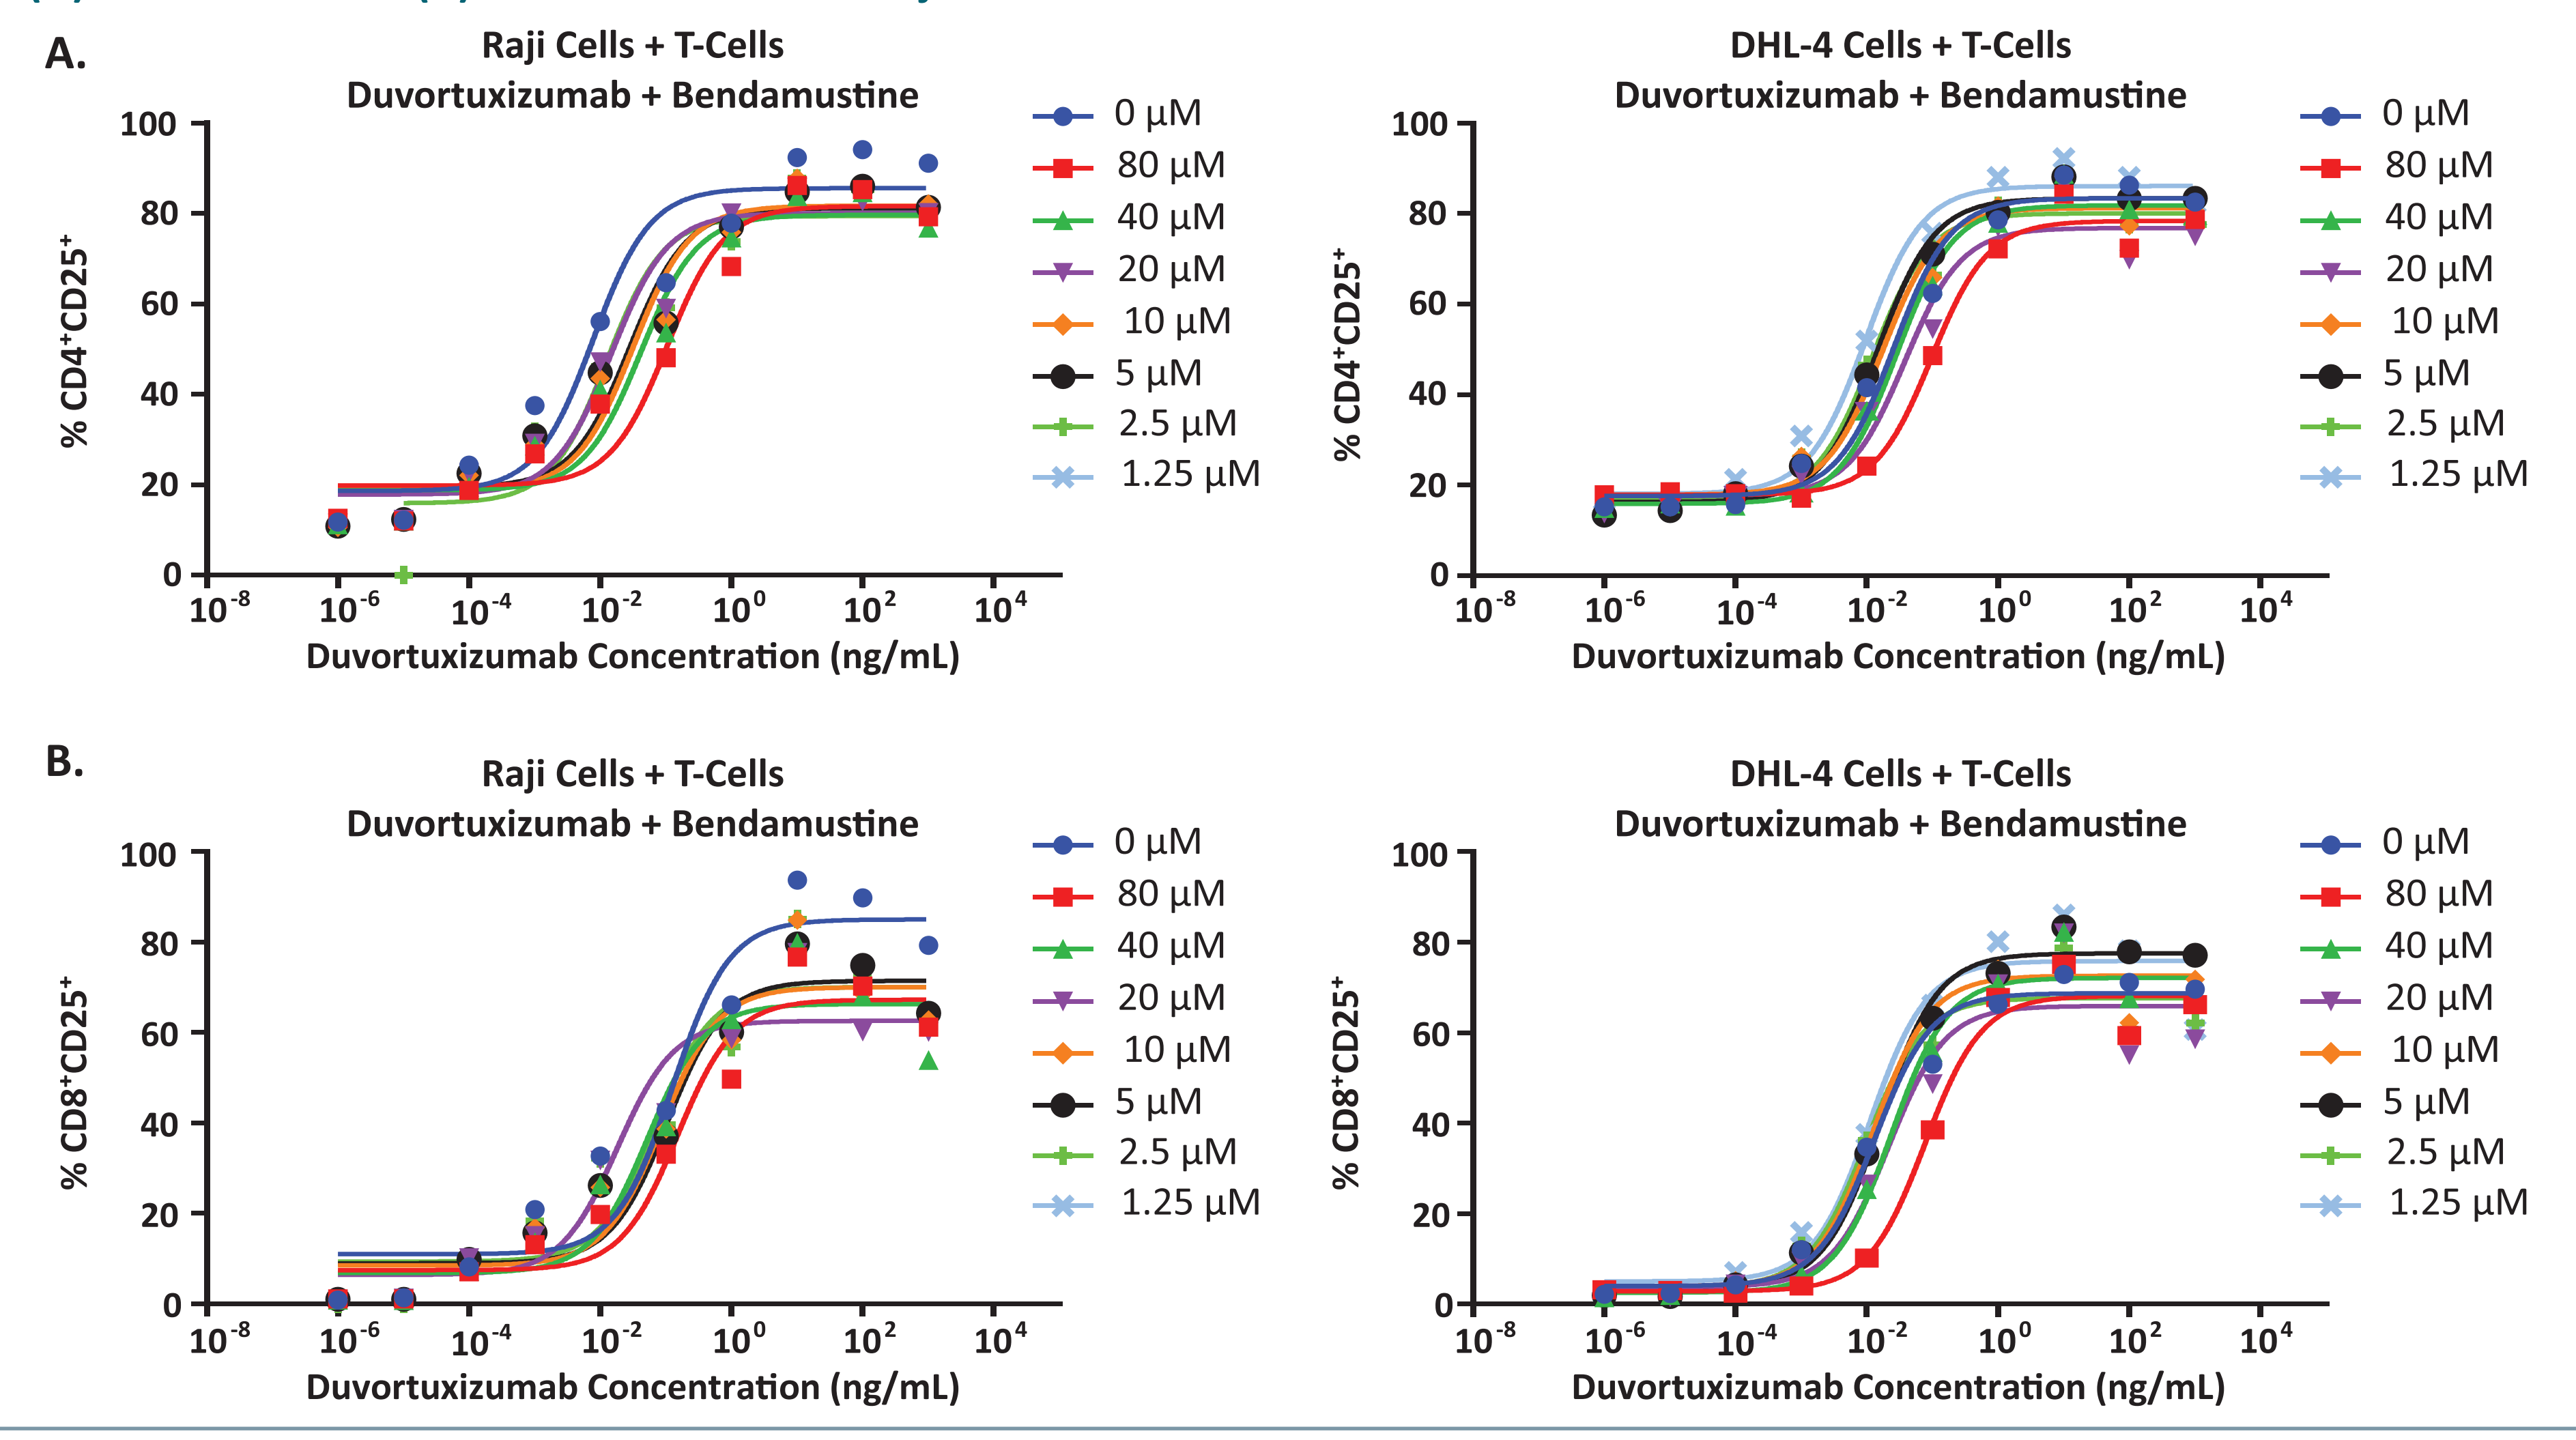 A.
Raji Cells + T-Cells
Duvortuxizumab + Bendamustine
% CD4⁺CD25⁺
100
80
60
40
20
0
10⁻⁸ 10⁻⁶ 10⁻⁴ 10⁻² 10⁰ 10² 10⁴
Duvortuxizumab Concentration (ng/mL)
0 µM
80 µM
40 µM
20 µM
10 µM
5 µM
2.5 µM
1.25 µM
DHL-4 Cells + T-Cells
Duvortuxizumab + Bendamustine
% CD4⁺CD25⁺
100
80
60
40
20
0
10⁻⁸ 10⁻⁶ 10⁻⁴ 10⁻² 10⁰ 10² 10⁴
Duvortuxizumab Concentration (ng/mL)
0 µM
80 µM
40 µM
20 µM
10 µM
5 µM
2.5 µM
1.25 µM
B.
Raji Cells + T-Cells
Duvortuxizumab + Bendamustine
% CD8⁺CD25⁺
100
80
60
40
20
0
10⁻⁸ 10⁻⁶ 10⁻⁴ 10⁻² 10⁰ 10² 10⁴
Duvortuxizumab Concentration (ng/mL)
0 µM
80 µM
40 µM
20 µM
10 µM
5 µM
2.5 µM
1.25 µM
DHL-4 Cells + T-Cells
Duvortuxizumab + Bendamustine
% CD8⁺CD25⁺
100
80
60
40
20
0
10⁻⁸ 10⁻⁶ 10⁻⁴ 10⁻² 10⁰ 10² 10⁴
Duvortuxizumab Concentration (ng/mL)
0 µM
80 µM
40 µM
20 µM
10 µM
5 µM
2.5 µM
1.25 µM